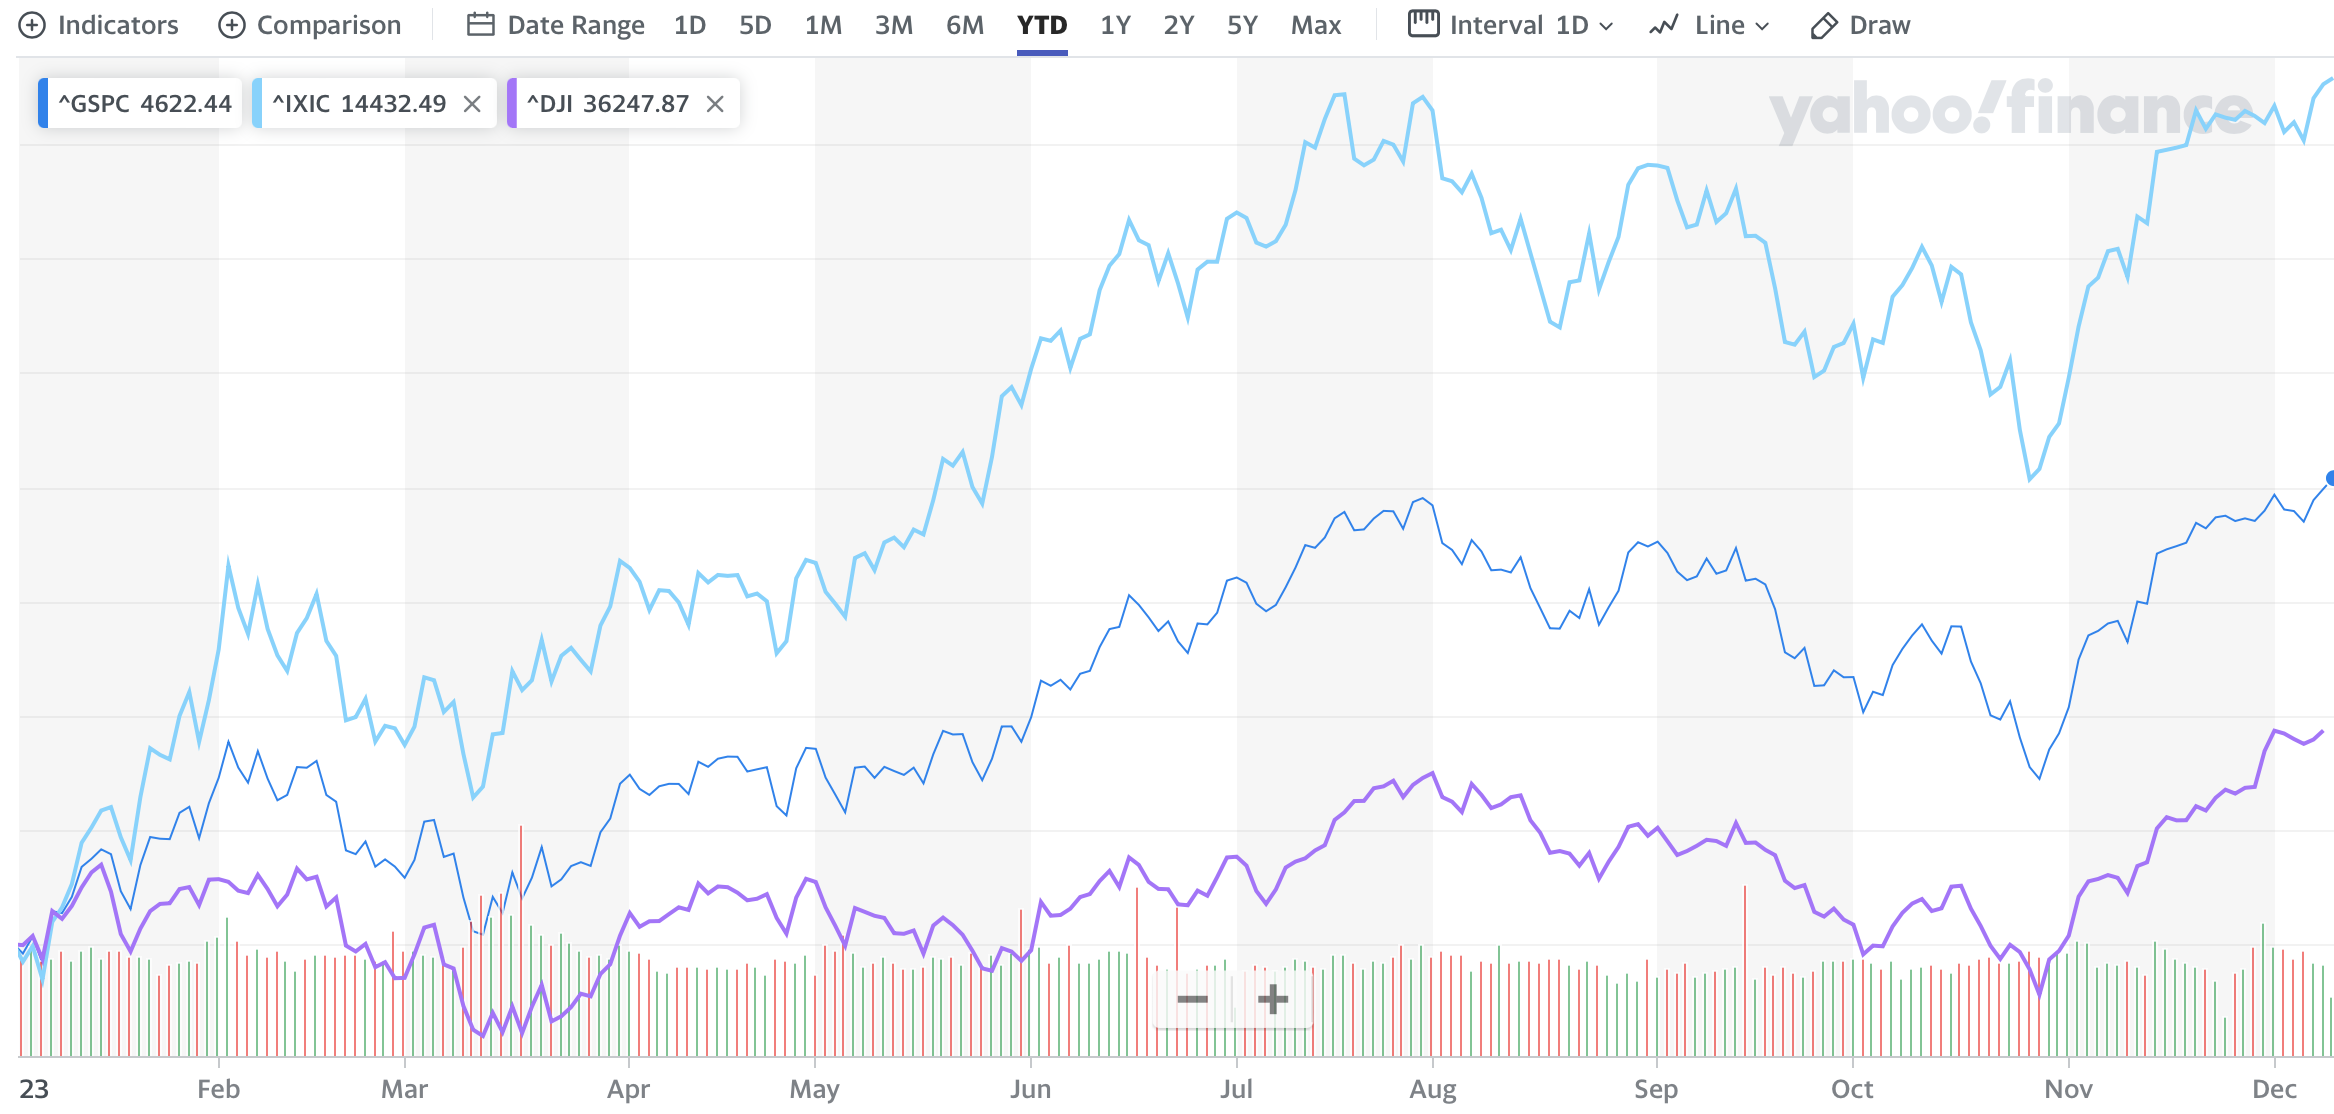 Indicators Comparison Date Range 1D 5D 1M 3M 6M YTD 1Y 2Y 5Y Max Interval 1D Line Draw
^GSPC 4622.44 ^IXIC 14432.49 ^DJI 36247.87
yahoo!finance
23 Feb Mar Apr May Jun Jul Aug Sep Oct Nov Dec